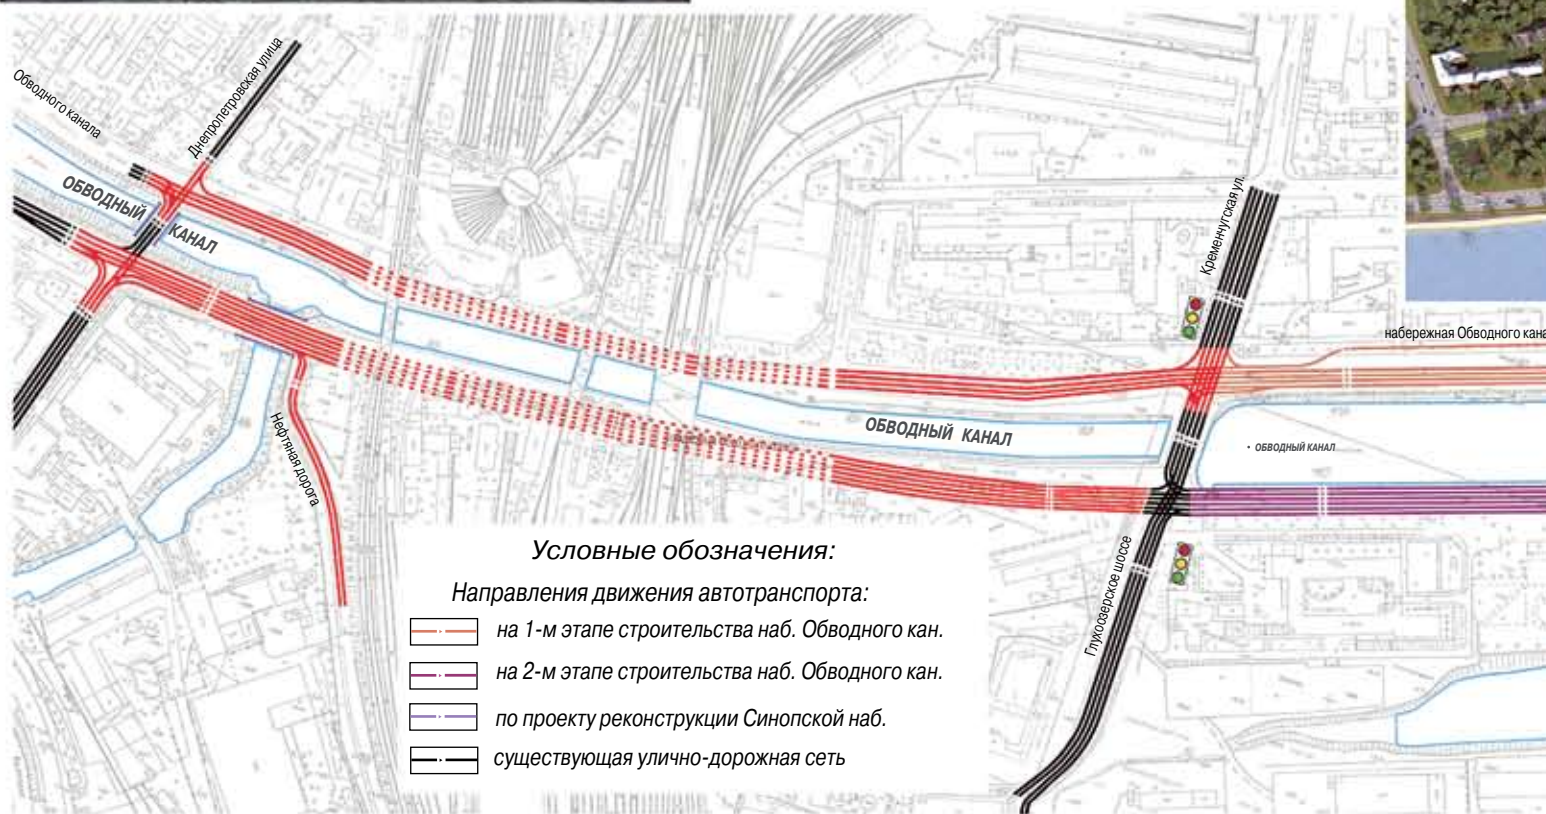 Обводного канала
Днепропетровская улица
ОБВОДНЫЙ
КАНАЛ
Кременчугская ул.
набережная Обводного кана
ОБВОДНЫЙ КАНАЛ
ОБВОДНЫЙ КАНАЛ
Нефтяная дорога
Глухоозерское шоссе
Условные обозначения:
Направления движения автотранспорта:
на 1-м этапе строительства наб. Обводного кан.
на 2-м этапе строительства наб. Обводного кан.
по проекту реконструкции Синопской наб.
существующая улично-дорожная сеть